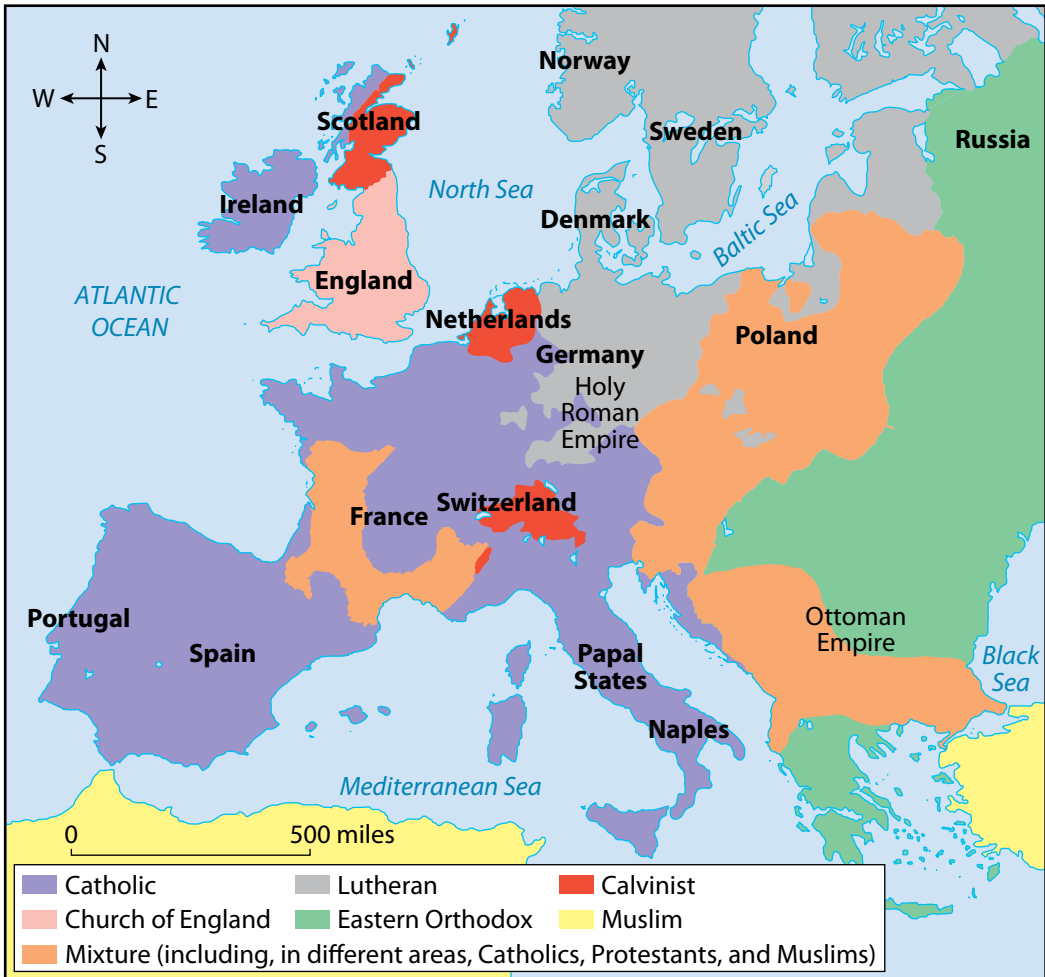 N
W
E
S
Norway
Scotland
Sweden
Russia
North Sea
Ireland
Denmark
Baltic Sea
England
ATLANTIC
OCEAN
Netherlands
Poland
Germany
Holy
Roman
Empire
Switzerland
France
Portugal
Spain
Papal
States
Ottoman
Empire
Black
Sea
Naples
Mediterranean Sea
0
500 miles
Catholic
Lutheran
Calvinist
Church of England
Eastern Orthodox
Muslim
Mixture (including, in different areas, Catholics, Protestants, and Muslims)